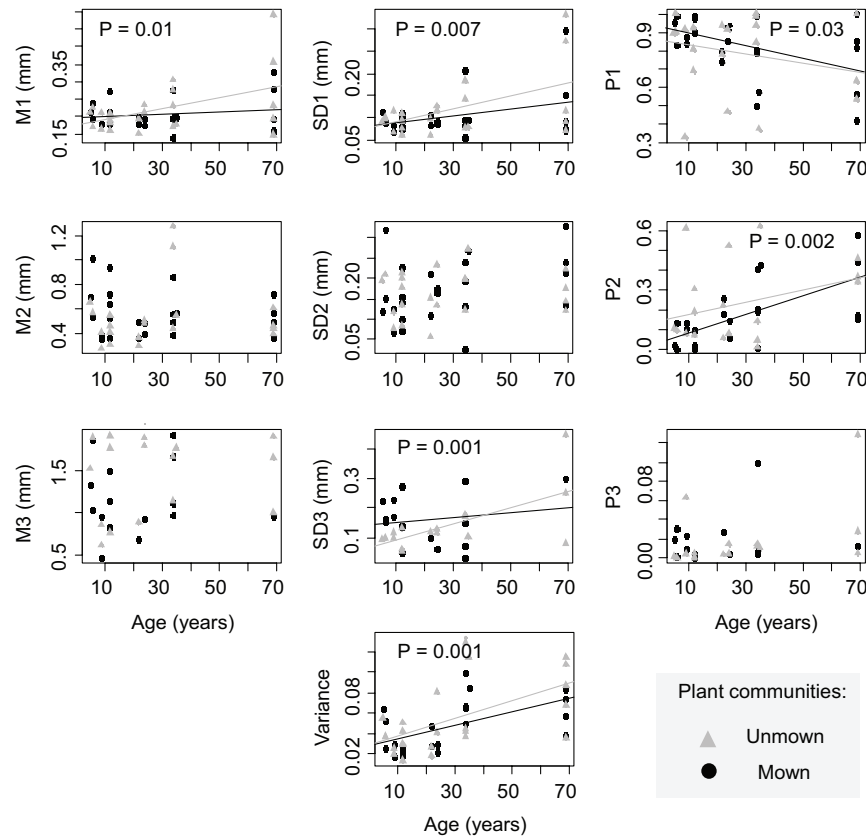 P = 0.01
M1 (mm)
0.15 0.35
10 30 50 70
P = 0.007
SD1 (mm)
0.05 0.20
10 30 50 70
P = 0.03
P1
0.3 0.6 0.9
10 30 50 70
M2 (mm)
0.4 0.8 1.2
10 30 50 70
SD2 (mm)
0.05 0.20
10 30 50 70
P = 0.002
P2
0.0 0.3 0.6
10 30 50 70
M3 (mm)
0.5 1.5
10 30 50 70
Age (years)
P = 0.001
SD3 (mm)
0.1 0.3
10 30 50 70
P3
0.00 0.08
10 30 50 70
Age (years)
P = 0.001
Variance
0.02 0.08
10 30 50 70
Age (years)
Plant communities:
Unmown
Mown